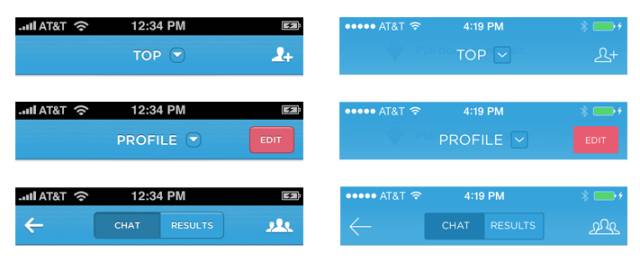 AT&T 12:34 PM
TOP
AT&T 4:19 PM
TOP
AT&T 12:34 PM
PROFILE EDIT
AT&T 4:19 PM
PROFILE EDIT
AT&T 12:34 PM
CHAT RESULTS
AT&T 4:19 PM
CHAT RESULTS